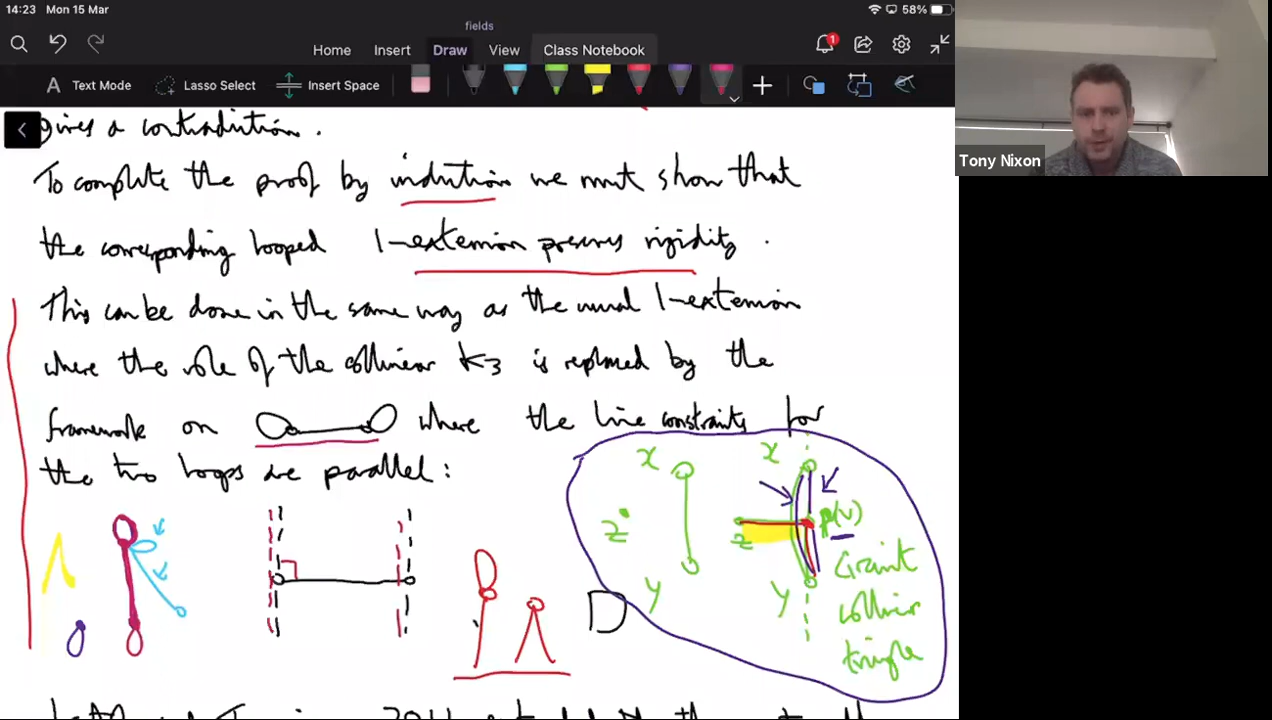 14:23 Mon 15 Mar
58%
fields
Home Insert Draw View Class Notebook
1
Text Mode Lasso Select Insert Space
Tony Nixon
gives a contradiction.
To complete the proof by induction we must show that
the corresponding looped 1-extension preserves rigidity.
This can be done in the same way as the usual 1-extension
where the role of the collinear K3 is replaced by the
framework on where the line constraints for
the two loops are parallel:
x x
z z p(v)
y y
collinear
triangle